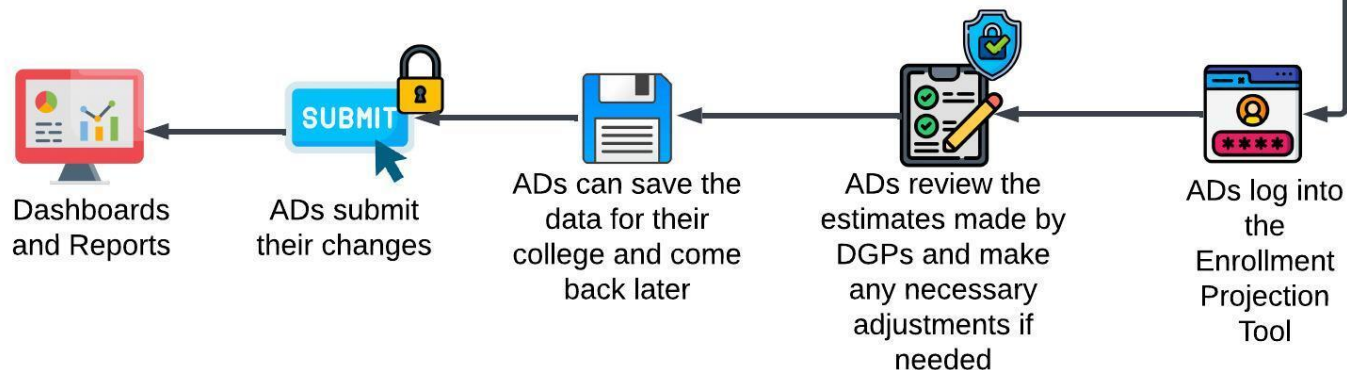 SUBMIT
Dashboards
and Reports
ADs submit
their changes
ADs can save the
data for their
college and come
back later
ADs review the
estimates made by
DGPs and make
any necessary
adjustments if
needed
****
ADs log into
the
Enrollment
Projection
Tool